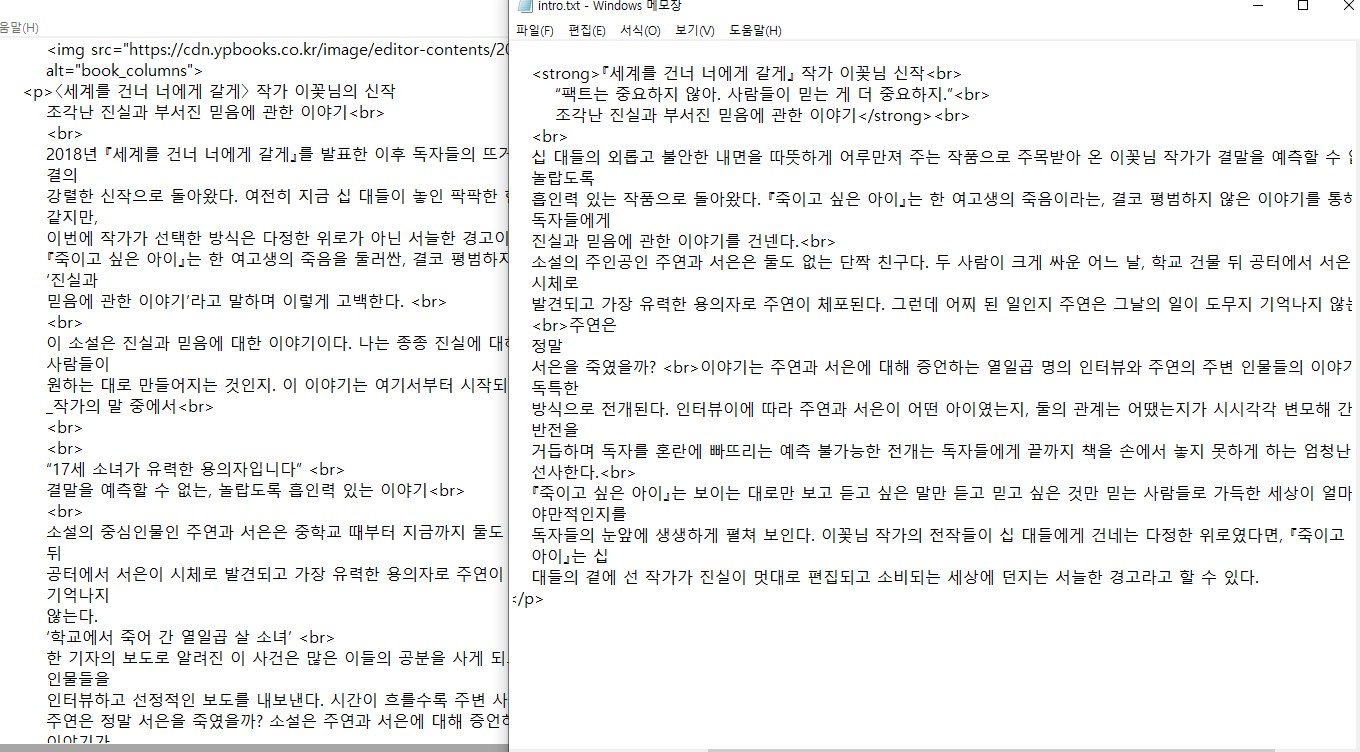 움말(H)
<img src="https://cdn.ypbooks.co.kr/image/editor-contents/20
alt="book_columns">
<p>〈세계를 건너 너에게 갈게〉 작가 이꽃님의 신작
조각난 진실과 부서진 믿음에 관한 이야기<br>
<br>
2018년 『세계를 건너 너에게 갈게』를 발표한 이후 독자들의 뜨거
결의
강렬한 신작으로 돌아왔다. 여전히 지금 십 대들이 놓인 팍팍한 현
같지만,
이번에 작가가 선택한 방식은 다정한 위로가 아닌 서늘한 경고이
『죽이고 싶은 아이』는 한 여고생의 죽음을 둘러싼, 결코 평범하지
‘진실과
믿음에 관한 이야기’라고 말하며 이렇게 고백한다. <br>
<br>
이 소설은 진실과 믿음에 대한 이야기이다. 나는 종종 진실에 대해
사람들이
원하는 대로 만들어지는 것인지. 이 이야기는 여기서부터 시작되
_작가의 말 중에서<br>
<br>
<br>
“17세 소녀가 유력한 용의자입니다” <br>
결말을 예측할 수 없는, 놀랍도록 흡인력 있는 이야기<br>
<br>
소설의 중심인물인 주연과 서은은 중학교 때부터 지금까지 둘도
뒤
공터에서 서은이 시체로 발견되고 가장 유력한 용의자로 주연이
기억나지
않는다.
‘학교에서 죽어 간 열일곱 살 소녀’ <br>
한 기자의 보도로 알려진 이 사건은 많은 이들의 공분을 사게 되
인물들을
인터뷰하고 선정적인 보도를 내보낸다. 시간이 흐를수록 주변 사
주연은 정말 서은을 죽였을까? 소설은 주연과 서은에 대해 증언하
이야기가
intro.txt - Windows 메모장
파일(F) 편집(E) 서식(O) 보기(V) 도움말(H)
<strong>『세계를 건너 너에게 갈게』 작가 이꽃님 신작<br>
“팩트는 중요하지 않아. 사람들이 믿는 게 더 중요하지.”<br>
조각난 진실과 부서진 믿음에 관한 이야기</strong><br>
<br>
십 대들의 외롭고 불안한 내면을 따뜻하게 어루만져 주는 작품으로 주목받아 온 이꽃님 작가가 결말을 예측할 수 없
놀랍도록
흡인력 있는 작품으로 돌아왔다. 『죽이고 싶은 아이』는 한 여고생의 죽음이라는, 결코 평범하지 않은 이야기를 통해
독자들에게
진실과 믿음에 관한 이야기를 건넨다.<br>
소설의 주인공인 주연과 서은은 둘도 없는 단짝 친구다. 두 사람이 크게 싸운 어느 날, 학교 건물 뒤 공터에서 서은
시체로
발견되고 가장 유력한 용의자로 주연이 체포된다. 그런데 어찌 된 일인지 주연은 그날의 일이 도무지 기억나지 않는
<br>주연은
정말
서은을 죽였을까? <br>이야기는 주연과 서은에 대해 증언하는 열일곱 명의 인터뷰와 주연의 주변 인물들의 이야기
독특한
방식으로 전개된다. 인터뷰이에 따라 주연과 서은이 어떤 아이였는지, 둘의 관계는 어땠는지가 시시각각 변모해 간
반전을
거듭하며 독자를 혼란에 빠뜨리는 예측 불가능한 전개는 독자들에게 끝까지 책을 손에서 놓지 못하게 하는 엄청난
선사한다.<br>
『죽이고 싶은 아이』는 보이는 대로만 보고 듣고 싶은 말만 듣고 믿고 싶은 것만 믿는 사람들로 가득한 세상이 얼마
야만적인지를
독자들의 눈앞에 생생하게 펼쳐 보인다. 이꽃님 작가의 전작들이 십 대들에게 건네는 다정한 위로였다면, 『죽이고
아이』는 십
대들의 곁에 선 작가가 진실이 멋대로 편집되고 소비되는 세상에 던지는 서늘한 경고라고 할 수 있다.
</p>